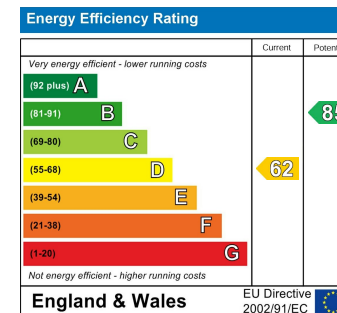 Energy Efficiency Rating
Current
Very energy efficient - lower running costs
(92 plus) A
(81-91) B
(69-80) C
(55-68) D
62
(39-54) E
(21-38) F
(1-20) G
Not energy efficient - higher running costs
England & Wales
EU Directive
2002/91/EC